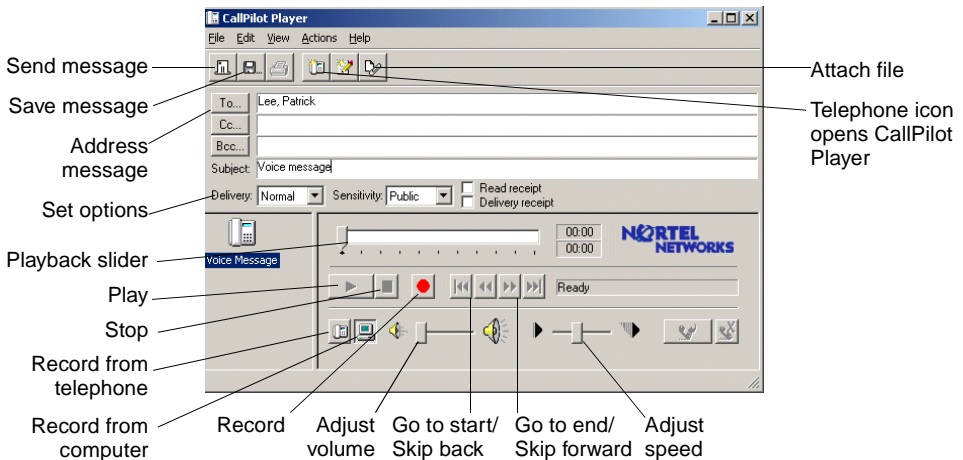 CallPilot Player
File Edit View Actions Help
Send message
Attach file
Save message
To... Lee, Patrick
Telephone icon
opens CallPilot
Player
Cc...
Address
message
Bcc...
Subject: Voice message
Delivery: Normal Sensitivity: Public Read receipt
Delivery receipt
Set options
00:00
00:00
NORTEL
NETWORKS
Playback slider
Voice Message
Play
Ready
Stop
Record from
telephone
Record from
computer
Record
Adjust
volume
Go to start/
Skip back
Go to end/
Skip forward
Adjust
speed